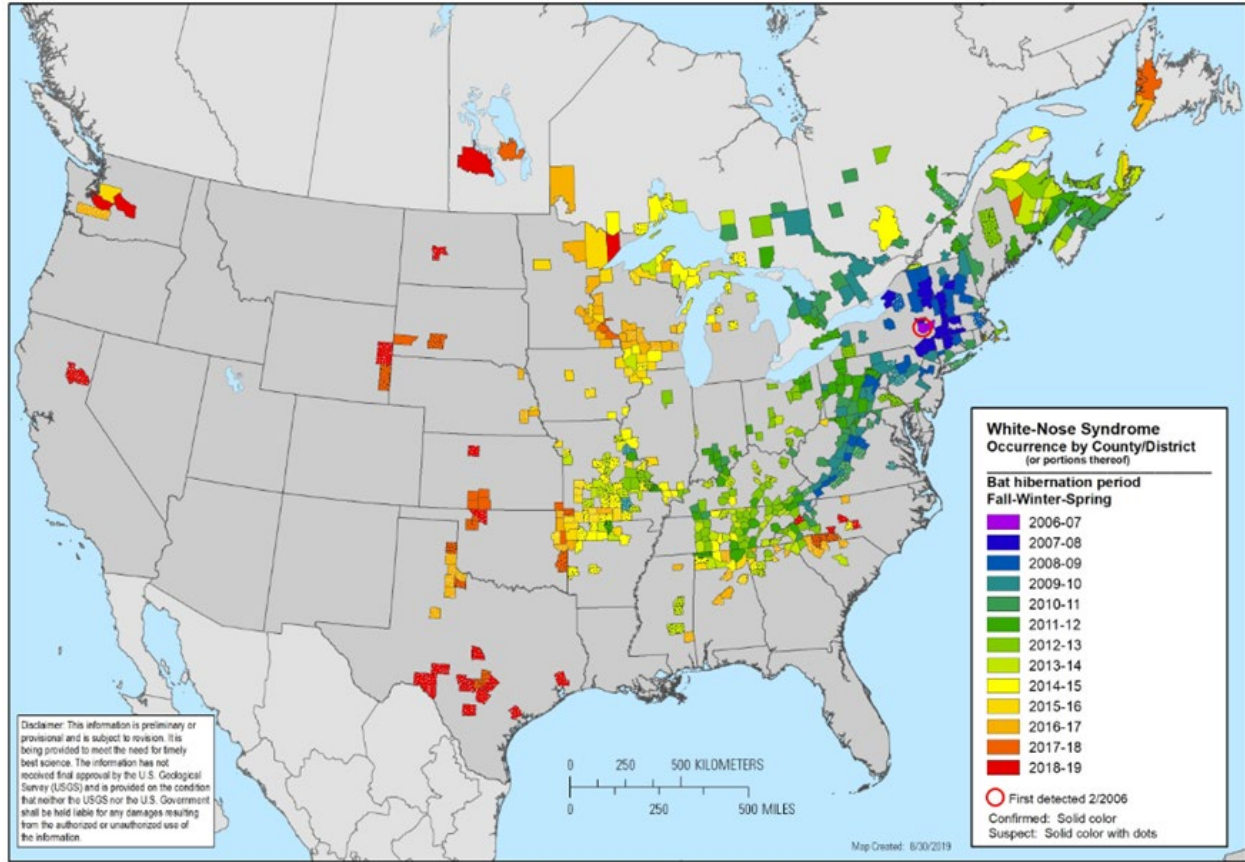 White-Nose Syndrome
Occurrence by County/District
(or portions thereof)
Bat hibernation period
Fall-Winter-Spring
2006-07
2007-08
2008-09
2009-10
2010-11
2011-12
2012-13
2013-14
2014-15
2015-16
2016-17
2017-18
2018-19
First detected 2/2006
Confirmed: Solid color
Suspect: Solid color with dots
Disclaimer: This information is preliminary or
provisional and is subject to revision. It is
being provided to meet the need for timely
best science. The information has not
received final approval by the U.S. Geological
Survey (USGS) and is provided on the condition
that neither the USGS nor the U.S. Government
shall be held liable for any damages resulting
from the authorized or unauthorized use of
the information.
0 250 500 KILOMETERS
0 250 500 MILES
Map Created: 8/30/2019